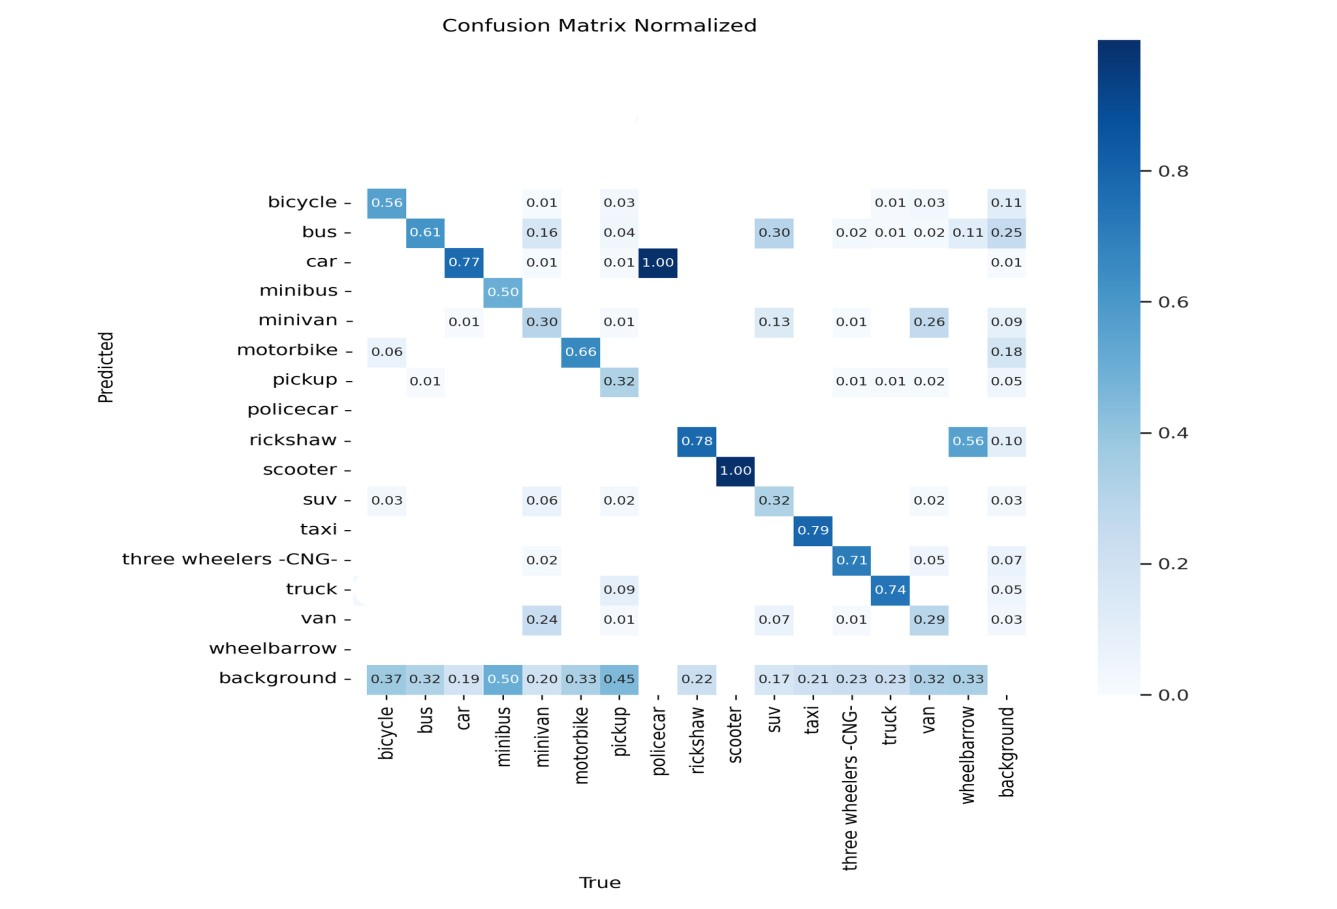 Confusion Matrix Normalized
bicycle 0.56 0.01 0.03 0.01 0.03 0.11
bus 0.61 0.16 0.04 0.30 0.02 0.01 0.02 0.11 0.25
car 0.77 0.01 0.01 1.00 0.01
minibus 0.50
minivan 0.01 0.30 0.01 0.13 0.01 0.26 0.09
motorbike 0.06 0.66 0.18
pickup 0.01 0.32 0.01 0.01 0.02 0.05
policecar
rickshaw 0.78 0.56 0.10
scooter 1.00
suv 0.03 0.06 0.02 0.32 0.02 0.03
taxi 0.79
three wheelers -CNG- 0.02 0.71 0.05 0.07
truck 0.09 0.74 0.05
van 0.24 0.01 0.07 0.01 0.29 0.03
wheelbarrow
background 0.37 0.32 0.19 0.50 0.20 0.33 0.45 0.22 0.17 0.21 0.23 0.23 0.32 0.33
Predicted
bicycle
bus
car
minibus
minivan
motorbike
pickup
policecar
rickshaw
scooter
suv
taxi
three wheelers -CNG-
truck
van
wheelbarrow
background
True
0.8
0.6
0.4
0.2
0.0